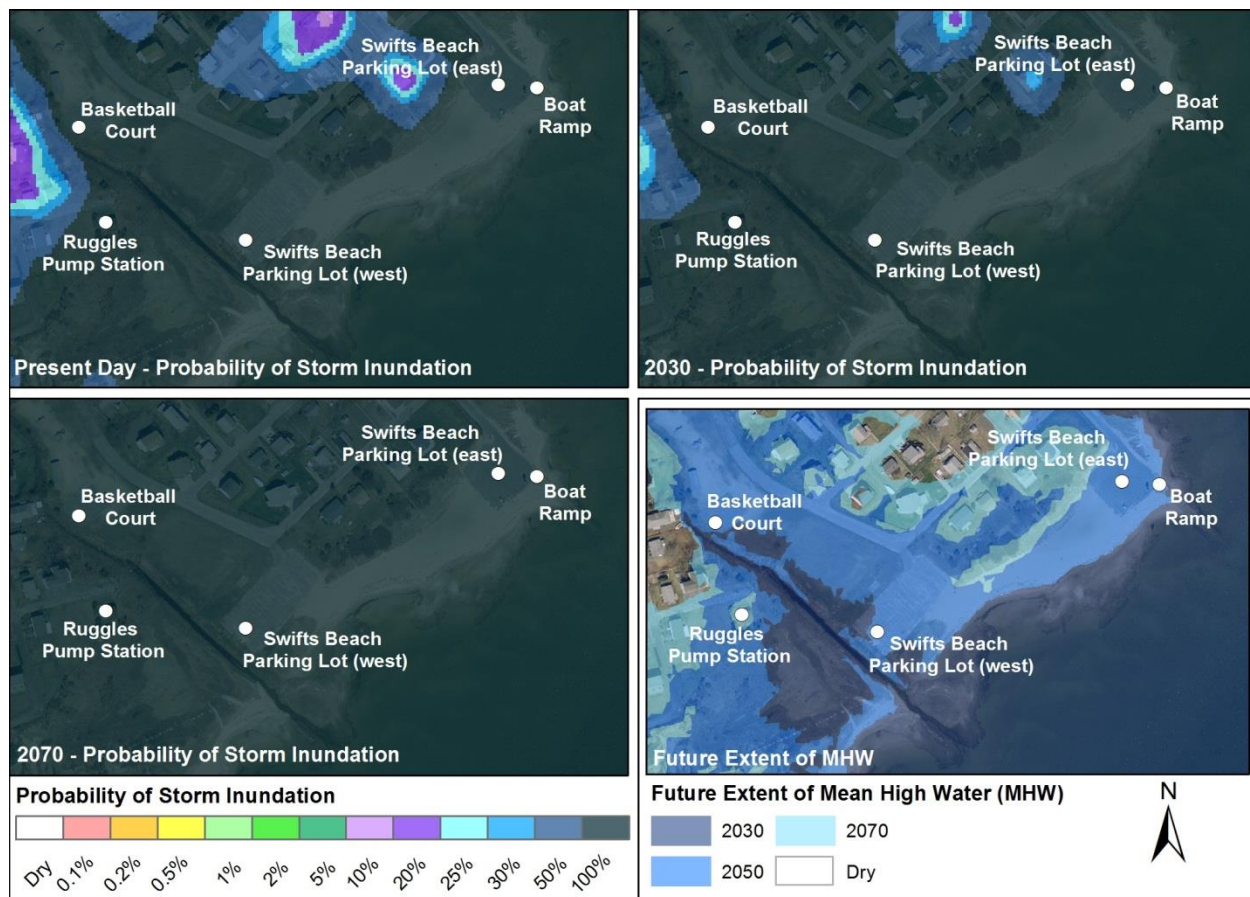 Swifts Beach
Parking Lot (east)
Boat
Ramp
Basketball
Court
Ruggles
Pump Station
Swifts Beach
Parking Lot (west)
Present Day - Probability of Storm Inundation
Swifts Beach
Parking Lot (east)
Boat
Ramp
Basketball
Court
Ruggles
Pump Station
Swifts Beach
Parking Lot (west)
2030 - Probability of Storm Inundation
Swifts Beach
Parking Lot (east)
Boat
Ramp
Basketball
Court
Ruggles
Pump Station
Swifts Beach
Parking Lot (west)
2070 - Probability of Storm Inundation
Swifts Beach
Parking Lot (east)
Boat
Ramp
Basketball
Court
Ruggles
Pump Station
Swifts Beach
Parking Lot (west)
Future Extent of MHW
Probability of Storm Inundation
Dry 0.1% 0.2% 0.5% 1% 2% 5% 10% 20% 25% 30% 50% 100%
Future Extent of Mean High Water (MHW)
2030 2070
2050 Dry
N